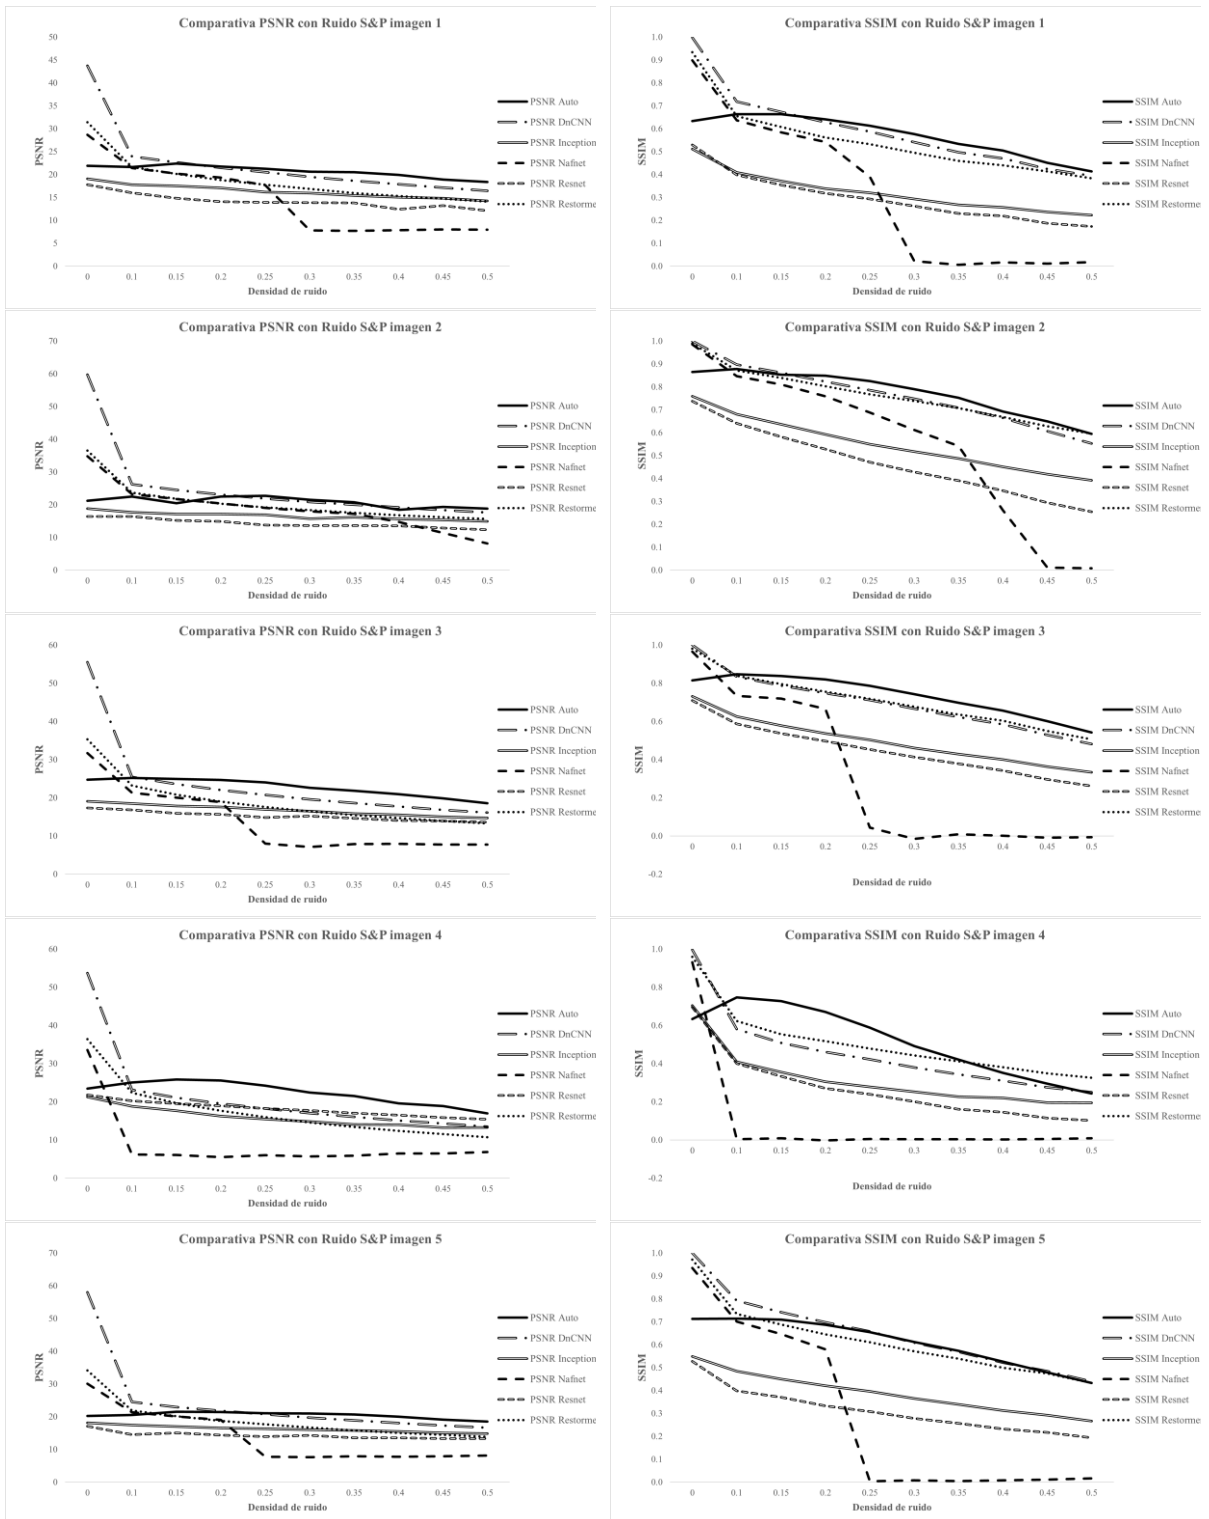 Comparativa PSNR con Ruido S&P imagen 1
50
45
40
35
30
25
20
15
10
5
0
PSNR
0 0.1 0.15 0.2 0.25 0.3 0.35 0.4 0.45 0.5
Densidad de ruido
PSNR Auto
PSNR DnCNN
PSNR Inception
PSNR Nafnet
PSNR Resnet
PSNR Restormer
Comparativa SSIM con Ruido S&P imagen 1
1.0
0.9
0.8
0.7
0.6
0.5
0.4
0.3
0.2
0.1
0.0
SSIM
0 0.1 0.15 0.2 0.25 0.3 0.35 0.4 0.45 0.5
Densidad de ruido
SSIM Auto
SSIM DnCNN
SSIM Inception
SSIM Nafnet
SSIM Resnet
SSIM Restormer
Comparativa PSNR con Ruido S&P imagen 2
70
60
50
40
30
20
10
0
PSNR
0 0.1 0.15 0.2 0.25 0.3 0.35 0.4 0.45 0.5
Densidad de ruido
PSNR Auto
PSNR DnCNN
PSNR Inception
PSNR Nafnet
PSNR Resnet
PSNR Restormer
Comparativa SSIM con Ruido S&P imagen 2
1.0
0.9
0.8
0.7
0.6
0.5
0.4
0.3
0.2
0.1
0.0
SSIM
0 0.1 0.15 0.2 0.25 0.3 0.35 0.4 0.45 0.5
Densidad de ruido
SSIM Auto
SSIM DnCNN
SSIM Inception
SSIM Nafnet
SSIM Resnet
SSIM Restormer
Comparativa PSNR con Ruido S&P imagen 3
60
50
40
30
20
10
0
PSNR
0 0.1 0.15 0.2 0.25 0.3 0.35 0.4 0.45 0.5
Densidad de ruido
PSNR Auto
PSNR DnCNN
PSNR Inception
PSNR Nafnet
PSNR Resnet
PSNR Restormer
Comparativa SSIM con Ruido S&P imagen 3
1.0
0.8
0.6
0.4
0.2
0.0
-0.2
SSIM
0 0.1 0.15 0.2 0.25 0.3 0.35 0.4 0.45 0.5
Densidad de ruido
SSIM Auto
SSIM DnCNN
SSIM Inception
SSIM Nafnet
SSIM Resnet
SSIM Restormer
Comparativa PSNR con Ruido S&P imagen 4
60
50
40
30
20
10
0
PSNR
0 0.1 0.15 0.2 0.25 0.3 0.35 0.4 0.45 0.5
Densidad de ruido
PSNR Auto
PSNR DnCNN
PSNR Inception
PSNR Nafnet
PSNR Resnet
PSNR Restormer
Comparativa SSIM con Ruido S&P imagen 4
1.0
0.8
0.6
0.4
0.2
0.0
-0.2
SSIM
0 0.1 0.15 0.2 0.25 0.3 0.35 0.4 0.45 0.5
Densidad de ruido
SSIM Auto
SSIM DnCNN
SSIM Inception
SSIM Nafnet
SSIM Resnet
SSIM Restormer
Comparativa PSNR con Ruido S&P imagen 5
70
60
50
40
30
20
10
0
PSNR
0 0.1 0.15 0.2 0.25 0.3 0.35 0.4 0.45 0.5
Densidad de ruido
PSNR Auto
PSNR DnCNN
PSNR Inception
PSNR Nafnet
PSNR Resnet
PSNR Restormer
Comparativa SSIM con Ruido S&P imagen 5
1.0
0.9
0.8
0.7
0.6
0.5
0.4
0.3
0.2
0.1
0.0
SSIM
0 0.1 0.15 0.2 0.25 0.3 0.35 0.4 0.45 0.5
Densidad de ruido
SSIM Auto
SSIM DnCNN
SSIM Inception
SSIM Nafnet
SSIM Resnet
SSIM Restormer